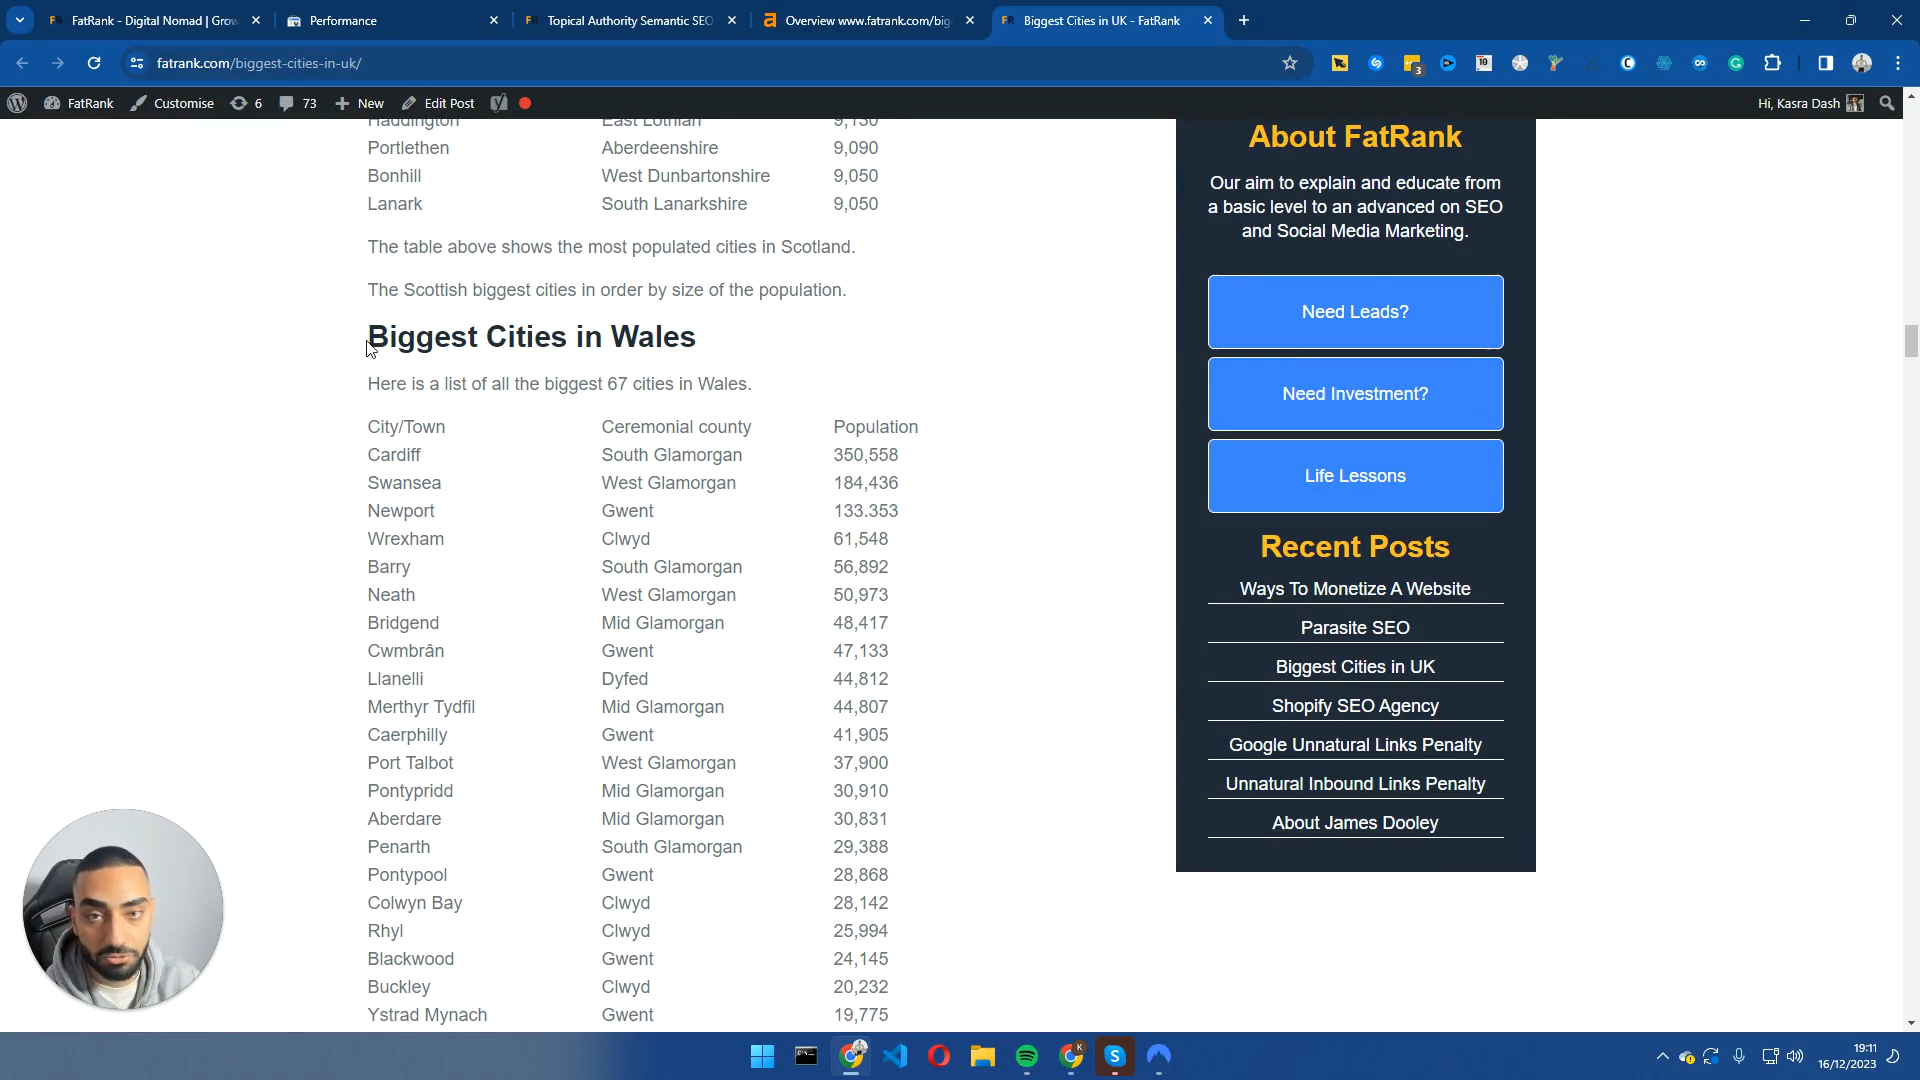 FatRank - Digital Nomad | Grow
Performance
Topical Authority Semantic SEO
Overview www.fatrank.com/big
Biggest Cities in UK - FatRank
fatrank.com/biggest-cities-in-uk/
3
10
FatRank
Customise
6
73
New
Edit Post
Hi, Kasra Dash
Haddington East Lothian 9,130
Portlethen Aberdeenshire 9,090
Bonhill West Dunbartonshire 9,050
Lanark South Lanarkshire 9,050
The table above shows the most populated cities in Scotland.
The Scottish biggest cities in order by size of the population.
Biggest Cities in Wales
Here is a list of all the biggest 67 cities in Wales.
City/Town Ceremonial county Population
Cardiff South Glamorgan 350,558
Swansea West Glamorgan 184,436
Newport Gwent 133.353
Wrexham Clwyd 61,548
Barry South Glamorgan 56,892
Neath West Glamorgan 50,973
Bridgend Mid Glamorgan 48,417
Cwmbrân Gwent 47,133
Llanelli Dyfed 44,812
Merthyr Tydfil Mid Glamorgan 44,807
Caerphilly Gwent 41,905
Port Talbot West Glamorgan 37,900
Pontypridd Mid Glamorgan 30,910
Aberdare Mid Glamorgan 30,831
Penarth South Glamorgan 29,388
Pontypool Gwent 28,868
Colwyn Bay Clwyd 28,142
Rhyl Clwyd 25,994
Blackwood Gwent 24,145
Buckley Clwyd 20,232
Ystrad Mynach Gwent 19,775
About FatRank
Our aim to explain and educate from
a basic level to an advanced on SEO
and Social Media Marketing.
Need Leads?
Need Investment?
Life Lessons
Recent Posts
Ways To Monetize A Website
Parasite SEO
Biggest Cities in UK
Shopify SEO Agency
Google Unnatural Links Penalty
Unnatural Inbound Links Penalty
About James Dooley
19:11
16/12/2023